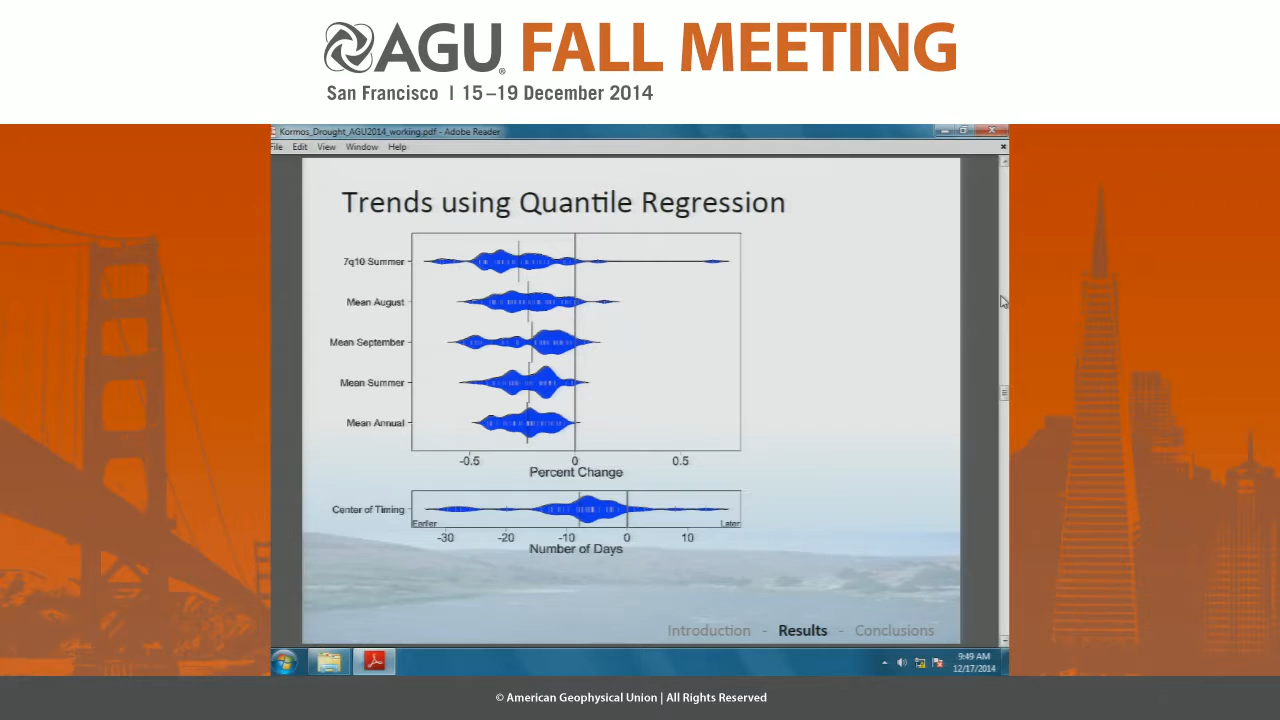 AGU FALL MEETING
San Francisco | 15–19 December 2014
Kormos_Drought_AGU2014_working.pdf - Adobe Reader
File Edit View Window Help
Trends using Quantile Regression
7q10 Summer
Mean August
Mean September
Mean Summer
Mean Annual
-0.5 0 0.5
Percent Change
Center of Timing
Earlier Later
-30 -20 -10 0 10
Number of Days
Introduction - Results - Conclusions
9:49 AM
12/17/2014
© American Geophysical Union | All Rights Reserved